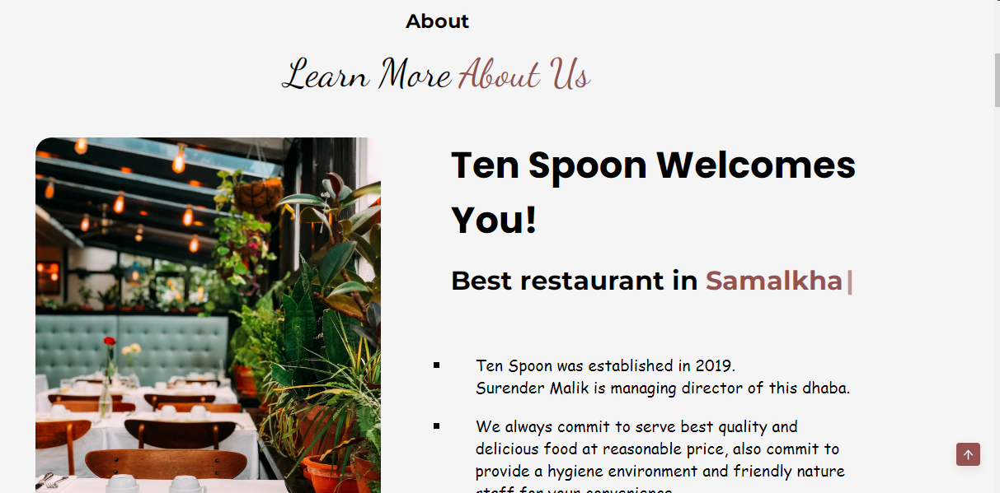 About
Learn More About Us
Ten Spoon Welcomes
You!
Best restaurant in Samalkha|
Ten Spoon was established in 2019.
Surender Malik is managing director of this dhaba.
We always commit to serve best quality and
delicious food at reasonable price, also commit to
provide a hygiene environment and friendly nature
staff for your convenience.